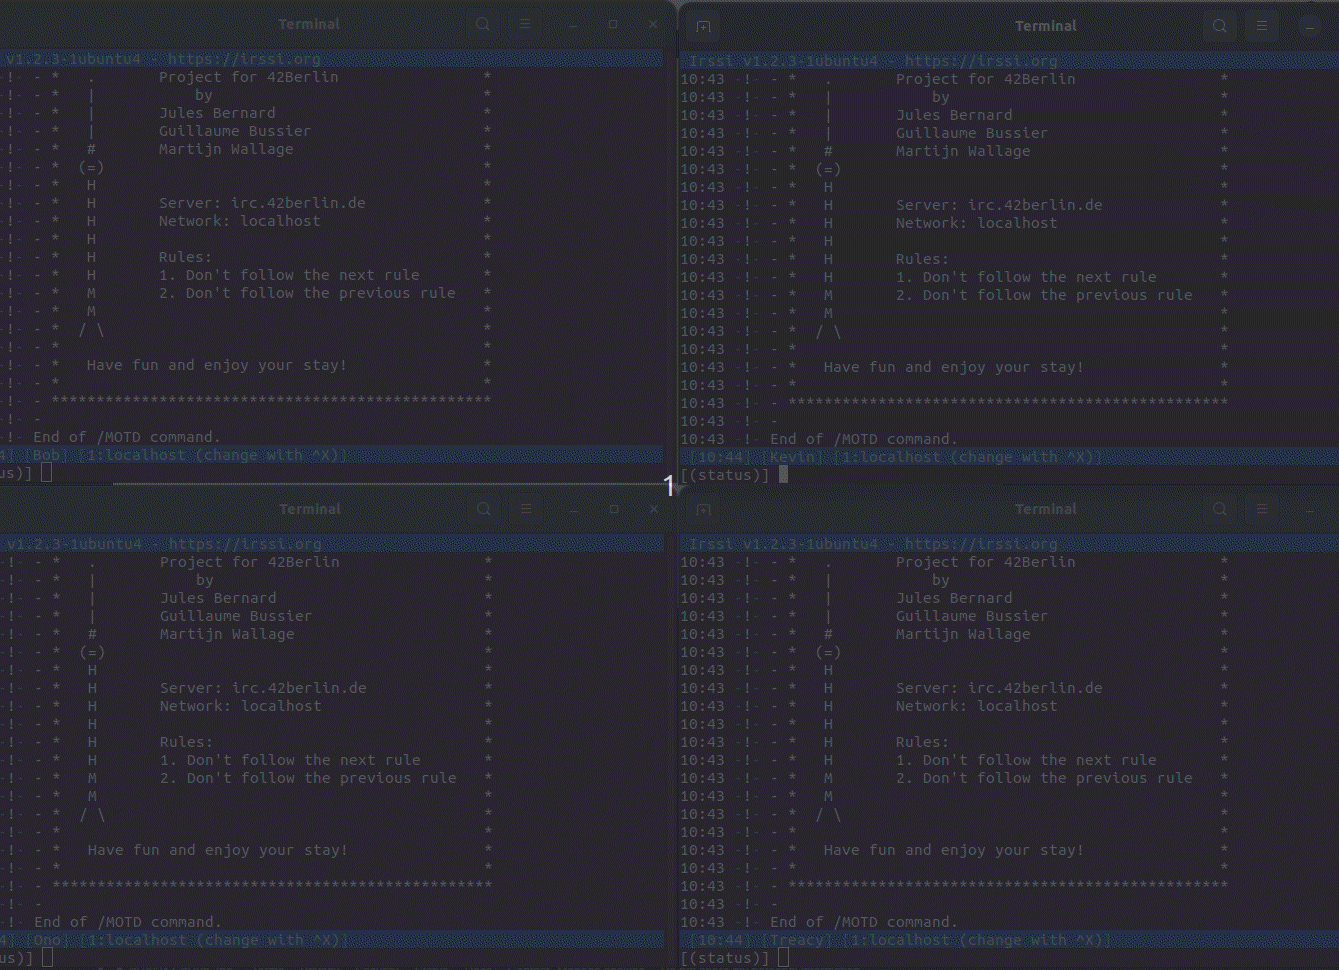 Terminal
v1.2.3-1ubuntu4 - https://irssi.org
-!- - *   .       Project for 42Berlin                *
-!- - *   |           by                              *
-!- - *   |       Jules Bernard                       *
-!- - *   |       Guillaume Bussier                   *
-!- - *   #       Martijn Wallage                     *
-!- - *  (=)                                          *
-!- - *   H                                           *
-!- - *   H       Server: irc.42berlin.de             *
-!- - *   H       Network: localhost                  *
-!- - *   H                                           *
-!- - *   H       Rules:                              *
-!- - *   H       1. Don't follow the next rule       *
-!- - *   M       2. Don't follow the previous rule   *
-!- - *   M                                           *
-!- - *  / \                                          *
-!- - *                                               *
-!- - *   Have fun and enjoy your stay!               *
-!- - *                                               *
-!- - *************************************************
-!- -
-!- End of /MOTD command.
4] [Bob] [1:localhost (change with ^X)]
us)]
Terminal
Irssi v1.2.3-1ubuntu4 - https://irssi.org
10:43 -!- - *   .       Project for 42Berlin                *
10:43 -!- - *   |           by                              *
10:43 -!- - *   |       Jules Bernard                       *
10:43 -!- - *   |       Guillaume Bussier                   *
10:43 -!- - *   #       Martijn Wallage                     *
10:43 -!- - *  (=)                                          *
10:43 -!- - *   H                                           *
10:43 -!- - *   H       Server: irc.42berlin.de             *
10:43 -!- - *   H       Network: localhost                  *
10:43 -!- - *   H                                           *
10:43 -!- - *   H       Rules:                              *
10:43 -!- - *   H       1. Don't follow the next rule       *
10:43 -!- - *   M       2. Don't follow the previous rule   *
10:43 -!- - *   M                                           *
10:43 -!- - *  / \                                          *
10:43 -!- - *                                               *
10:43 -!- - *   Have fun and enjoy your stay!               *
10:43 -!- - *                                               *
10:43 -!- - *************************************************
10:43 -!- -
10:43 -!- End of /MOTD command.
[10:44] [Kevin] [1:localhost (change with ^X)]
[(status)]
1
Terminal
v1.2.3-1ubuntu4 - https://irssi.org
-!- - *   .       Project for 42Berlin                *
-!- - *   |           by                              *
-!- - *   |       Jules Bernard                       *
-!- - *   |       Guillaume Bussier                   *
-!- - *   #       Martijn Wallage                     *
-!- - *  (=)                                          *
-!- - *   H                                           *
-!- - *   H       Server: irc.42berlin.de             *
-!- - *   H       Network: localhost                  *
-!- - *   H                                           *
-!- - *   H       Rules:                              *
-!- - *   H       1. Don't follow the next rule       *
-!- - *   M       2. Don't follow the previous rule   *
-!- - *   M                                           *
-!- - *  / \                                          *
-!- - *                                               *
-!- - *   Have fun and enjoy your stay!               *
-!- - *                                               *
-!- - *************************************************
-!- -
-!- End of /MOTD command.
4] [Ono] [1:localhost (change with ^X)]
us)]
Terminal
Irssi v1.2.3-1ubuntu4 - https://irssi.org
10:43 -!- - *   .       Project for 42Berlin                *
10:43 -!- - *   |           by                              *
10:43 -!- - *   |       Jules Bernard                       *
10:43 -!- - *   |       Guillaume Bussier                   *
10:43 -!- - *   #       Martijn Wallage                     *
10:43 -!- - *  (=)                                          *
10:43 -!- - *   H                                           *
10:43 -!- - *   H       Server: irc.42berlin.de             *
10:43 -!- - *   H       Network: localhost                  *
10:43 -!- - *   H                                           *
10:43 -!- - *   H       Rules:                              *
10:43 -!- - *   H       1. Don't follow the next rule       *
10:43 -!- - *   M       2. Don't follow the previous rule   *
10:43 -!- - *   M                                           *
10:43 -!- - *  / \                                          *
10:43 -!- - *                                               *
10:43 -!- - *   Have fun and enjoy your stay!               *
10:43 -!- - *                                               *
10:43 -!- - *************************************************
10:43 -!- -
10:43 -!- End of /MOTD command.
[10:44] [Treacy] [1:localhost (change with ^X)]
[(status)]